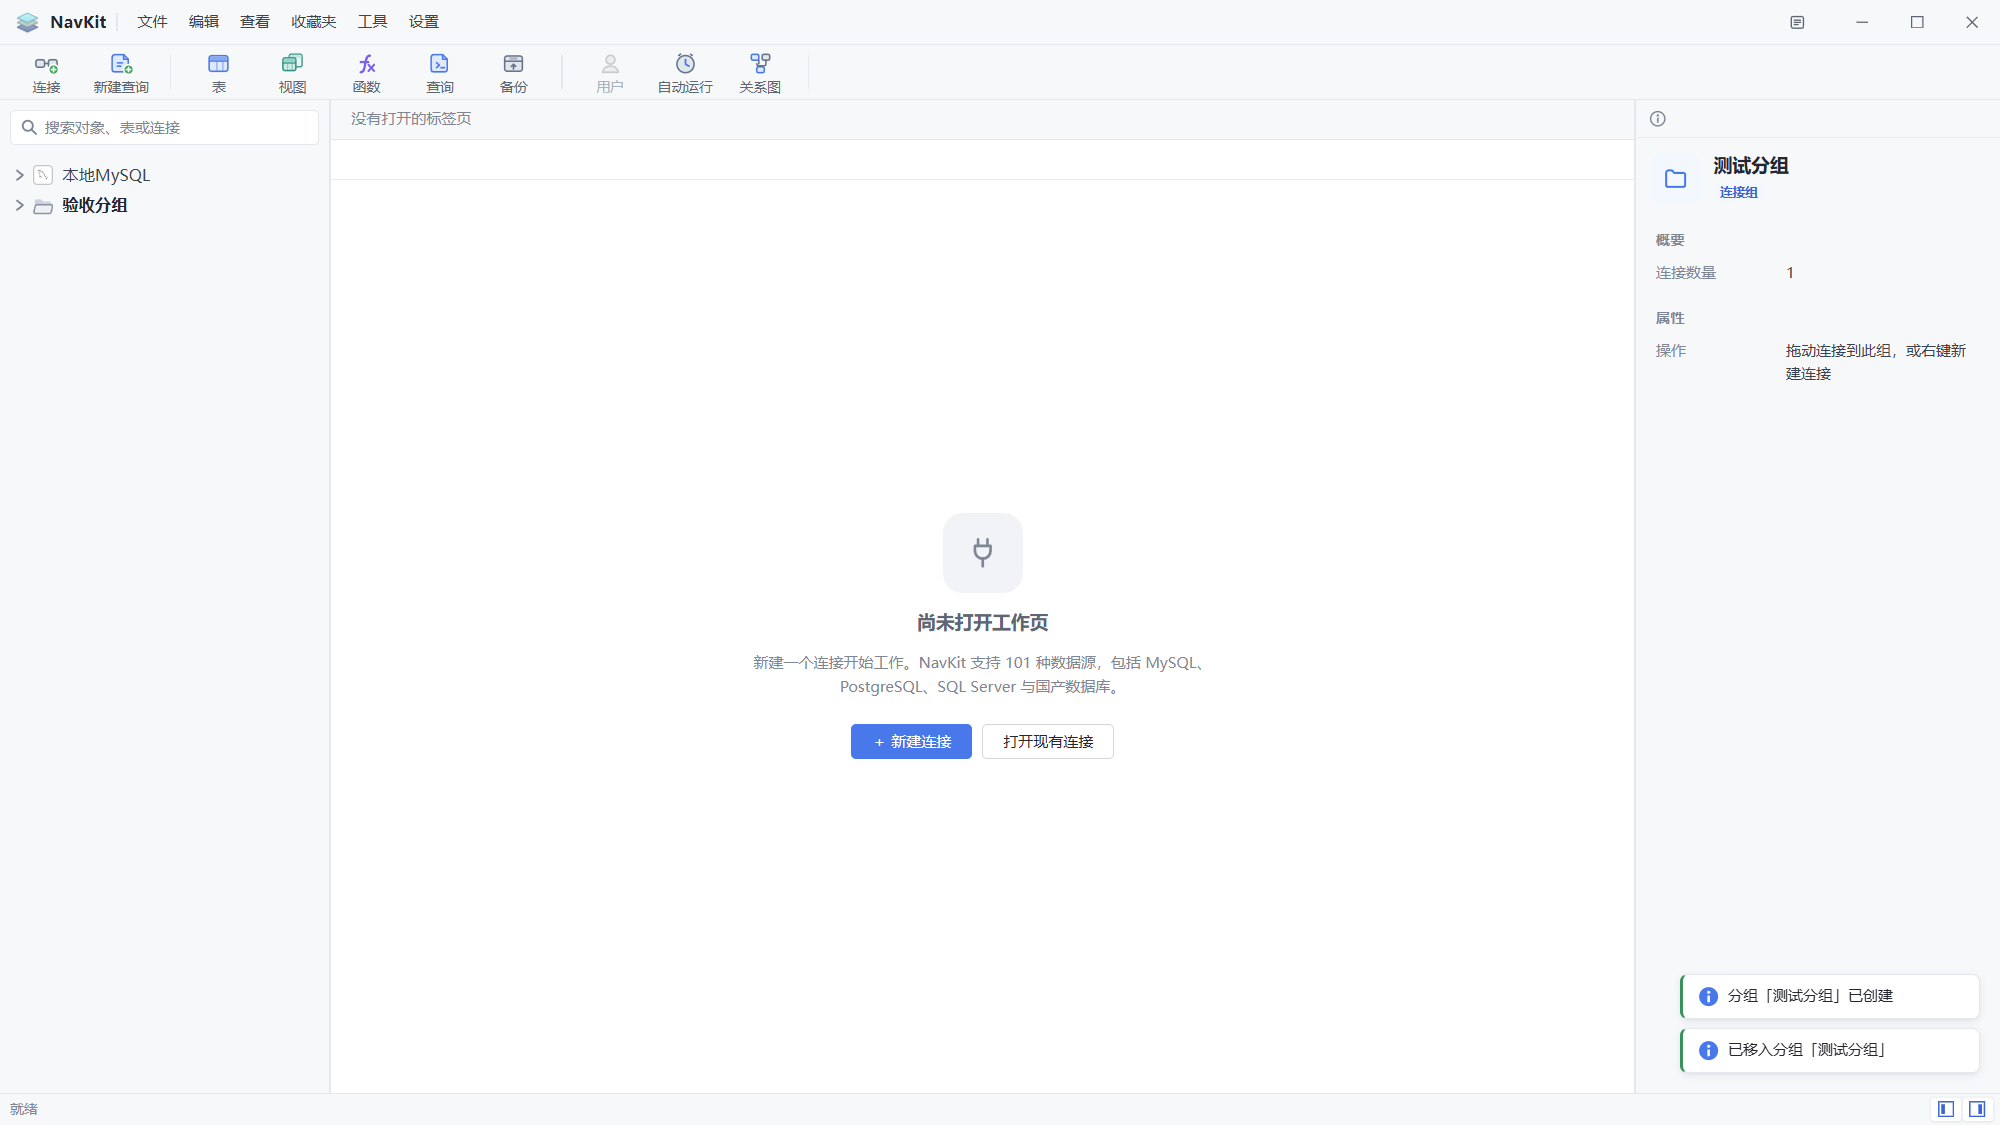 NavKit 文件 编辑 查看 收藏夹 工具 设置
连接 新建查询 表 视图 函数 查询 备份 用户 自动运行 关系图
搜索对象、表或连接
本地MySQL
验收分组
没有打开的标签页
尚未打开工作页
新建一个连接开始工作。NavKit 支持 101 种数据源，包括 MySQL、
PostgreSQL、SQL Server 与国产数据库。
+ 新建连接 打开现有连接
测试分组
连接组
概要
连接数量 1
属性
操作 拖动连接到此组，或右键新
建连接
分组「测试分组」已创建
已移入分组「测试分组」
就绪